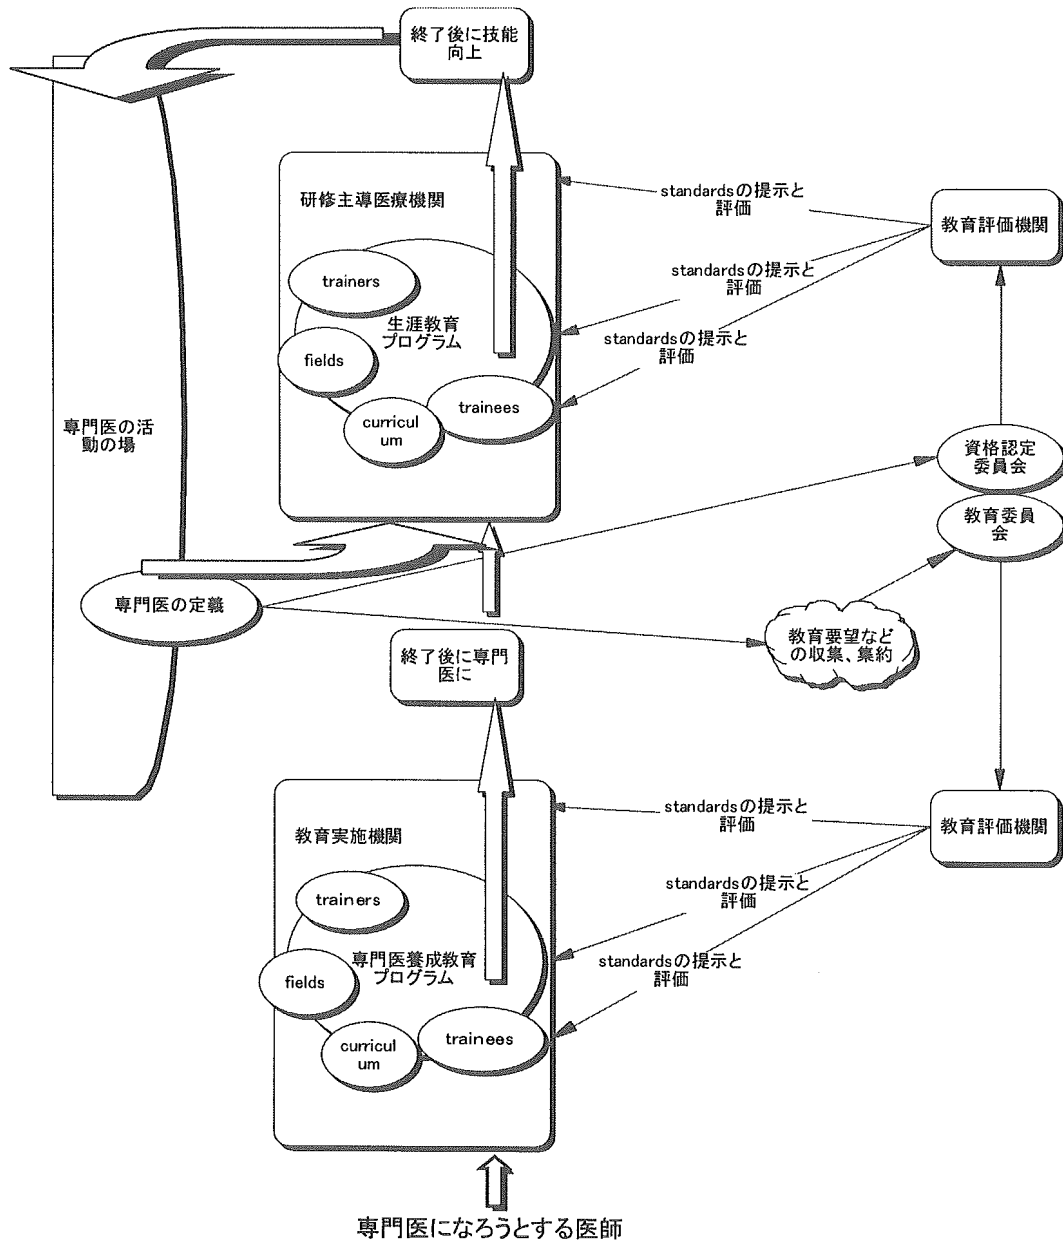 終了後に技能
向上
研修主導医療機関
standardsの提示と
評価
教育評価機関
trainers
standardsの提示と
評価
生涯教育
プログラム
standardsの提示と
評価
fields
trainees
curricul
um
専門医の活
動の場
資格認定
委員会
教育委員
会
専門医の定義
教育要望など
の収集、集約
終了後に専門
医に
standardsの提示と
評価
教育評価機関
教育実施機関
standardsの提示と
評価
trainers
専門医養成教育
プログラム
standardsの提示と
評価
fields
trainees
curricul
um
専門医になろうとする医師